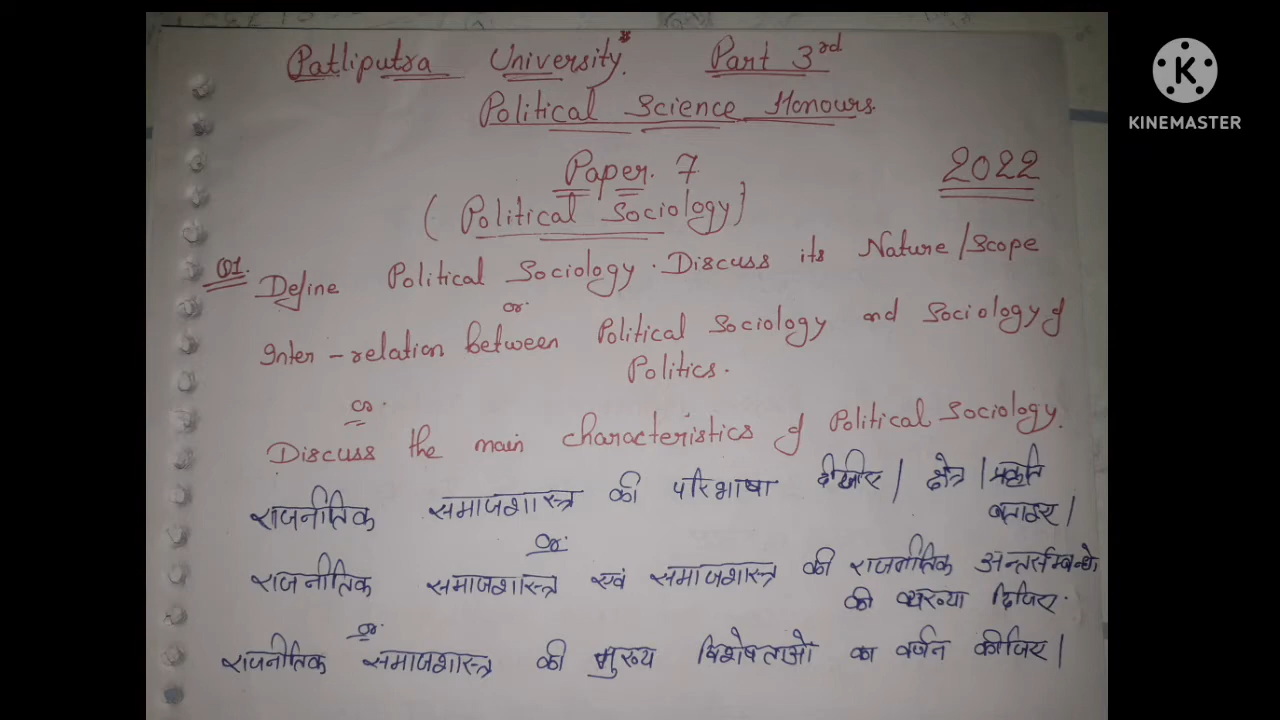 Patliputra University Part 3rd
Political Science Honours.
Paper. 7 2022
(Political Sociology)
Q1. Define Political Sociology. Discuss its Nature/Scope
or.
Inter-relation between Political Sociology and Sociology of
Politics.
or.
Discuss the main characteristics of Political Sociology.
राजनीतिक समाजशास्त्र की परिभाषा दीजीए। क्षेत्र। प्रकृति
बताइए।
or.
राजनीतिक समाजशास्त्र एवं समाजशास्त्र की राजनीतिक अन्तर्सम्बन्धो
की व्यख्या दिजिए.
or.
राजनीतिक समाजशास्त्र की मुख्य विशेषताओ का वर्जन कीजिए।
K
KINEMASTER